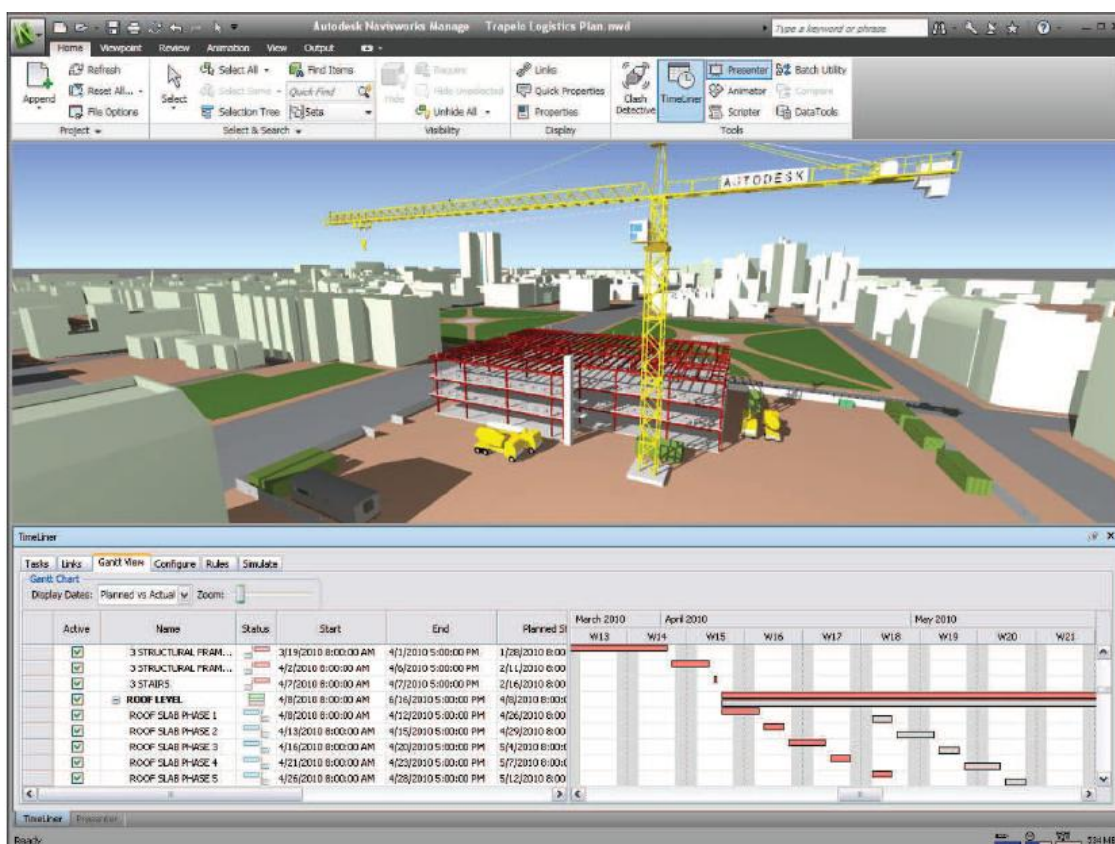 Autodesk Navisworks Manage Trapelo Logistics Plan.nwd
Type a keyword or phrase
Home Viewpoint Review Animation View Output
Append
Refresh
Reset All...
File Options
Project
Select
Select All
Select Same
Selection Tree
Find Items
Quick Find
Sets
Select & Search
Hide
Require
Hide Unselected
Unhide All
Visibility
Links
Quick Properties
Properties
Display
Clash Detective
TimeLiner
Presenter
Animator
Scripter
Batch Utility
Compare
DataTools
Tools
AUTODESK
TimeLiner
Tasks Links Gantt View Configure Rules Simulate
Gantt Chart
Display Dates: Planned vs Actual Zoom:
Active Name Status Start End Planned St
March 2010 April 2010 May 2010
W13 W14 W15 W16 W17 W18 W19 W20 W21
3 STRUCTURAL FRAM... 3/19/2010 8:00:00 AM 4/1/2010 5:00:00 PM 1/28/2010 8:00
3 STRUCTURAL FRAM... 4/2/2010 8:00:00 AM 4/6/2010 5:00:00 PM 2/11/2010 8:00
3 STAIRS 4/7/2010 8:00:00 AM 4/7/2010 5:00:00 PM 2/16/2010 8:00
ROOF LEVEL 4/8/2010 8:00:00 AM 6/16/2010 5:00:00 PM 4/8/2010 8:00
ROOF SLAB PHASE 1 4/8/2010 8:00:00 AM 4/12/2010 5:00:00 PM 4/26/2010 8:00
ROOF SLAB PHASE 2 4/13/2010 8:00:00 AM 4/15/2010 5:00:00 PM 4/29/2010 8:00
ROOF SLAB PHASE 3 4/16/2010 8:00:00 AM 4/20/2010 5:00:00 PM 5/4/2010 8:00:0
ROOF SLAB PHASE 4 4/21/2010 8:00:00 AM 4/23/2010 5:00:00 PM 5/7/2010 8:00:0
ROOF SLAB PHASE 5 4/26/2010 8:00:00 AM 4/28/2010 5:00:00 PM 5/12/2010 8:00
TimeLiner Presenter
Ready
534 MB